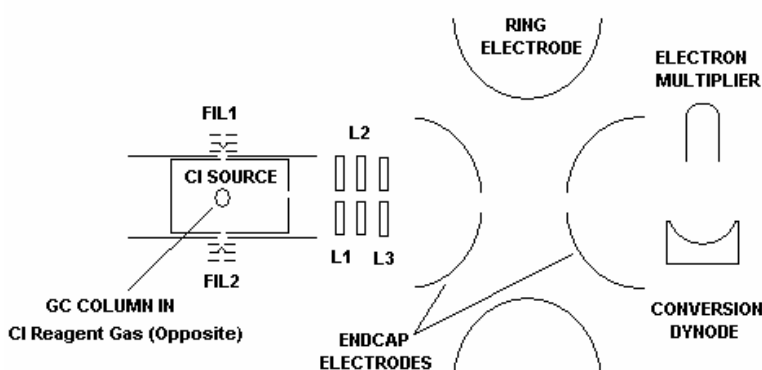 RING
ELECTRODE
ELECTRON
MULTIPLIER
FIL1
L2
CI SOURCE
L1
L3
FIL2
GC COLUMN IN
CI Reagent Gas (Opposite)
ENDCAP
ELECTRODES
CONVERSION
DYNODE